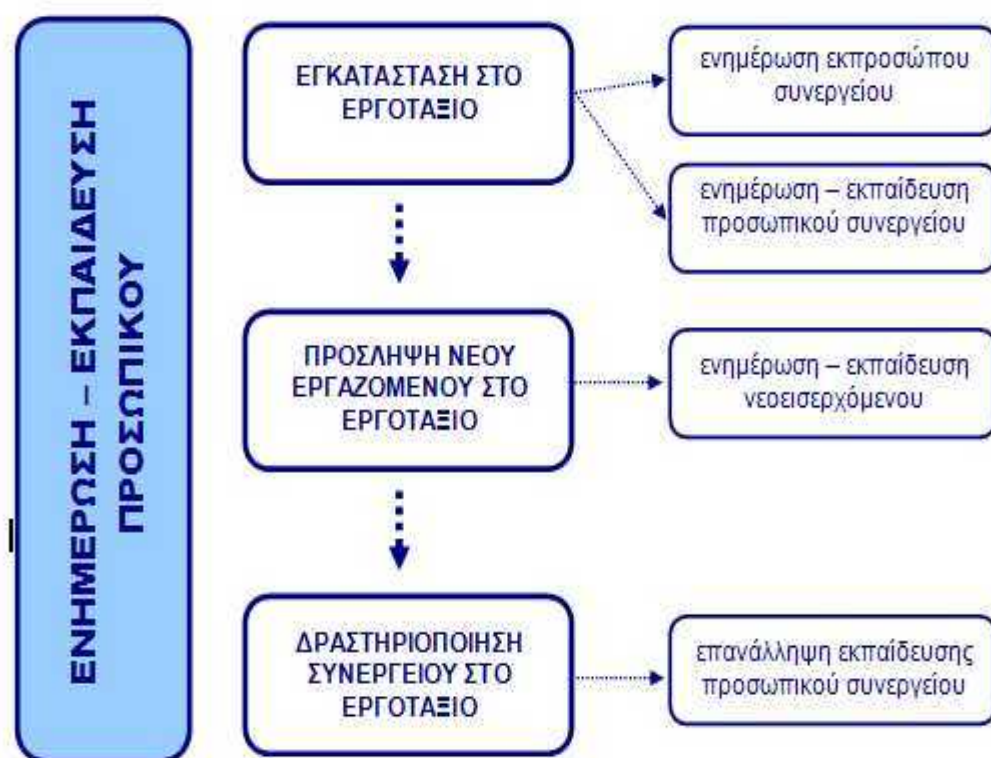 ΕΝΗΜΕΡΩΣΗ – ΕΚΠΑΙΔΕΥΣΗ
ΠΡΟΣΩΠΙΚΟΥ
ΕΓΚΑΤΑΣΤΑΣΗ ΣΤΟ
ΕΡΓΟΤΑΞΙΟ
ενημέρωση εκπροσώπου
συνεργείου
ενημέρωση – εκπαίδευση
προσωπικού συνεργείου
ΠΡΟΣΛΗΨΗ ΝΕΟΥ
ΕΡΓΑΖΟΜΕΝΟΥ ΣΤΟ
ΕΡΓΟΤΑΞΙΟ
ενημέρωση – εκπαίδευση
νεοεισερχόμενου
ΔΡΑΣΤΗΡΙΟΠΟΙΗΣΗ
ΣΥΝΕΡΓΕΙΟΥ ΣΤΟ
ΕΡΓΟΤΑΞΙΟ
επανάλληψη εκπαίδευσης
προσωπικού συνεργείου